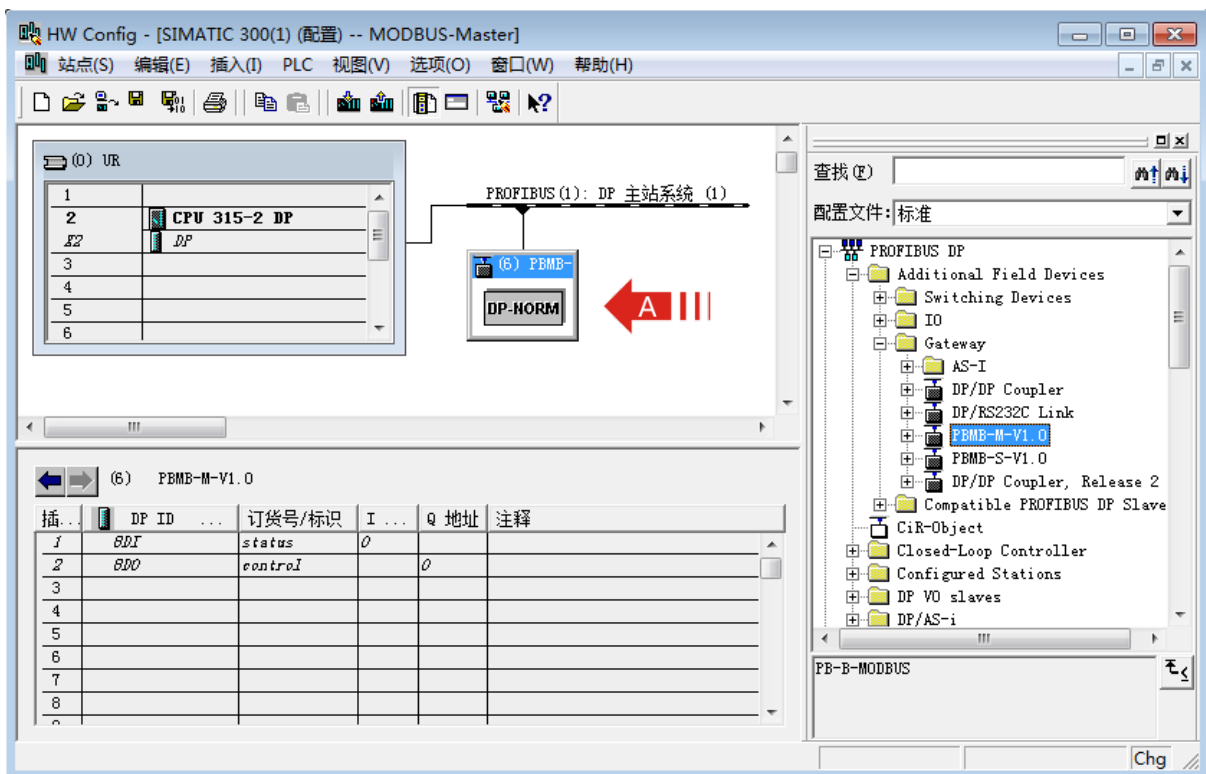 HW Config - [SIMATIC 300(1) (配置) -- MODBUS-Master]
站点(S) 编辑(E) 插入(I) PLC 视图(V) 选项(O) 窗口(W) 帮助(H)
(0) UR
1
2 CPU 315-2 DP
E2 DP
3
4
5
6
PROFIBUS(1): DP 主站系统 (1)
(6) PBMB-
DP-NORM
A
(6) PBMB-M-V1.0
插... DP ID ... 订货号/标识 I ... Q 地址 注释
1 8DI status 0
2 8DO control 0
3
4
5
6
7
8
查找(F)
配置文件: 标准
PROFIBUS DP
Additional Field Devices
Switching Devices
IO
Gateway
AS-I
DP/DP Coupler
DP/RS232C Link
PBMB-M-V1.0
PBMB-S-V1.0
DP/DP Coupler, Release 2
Compatible PROFIBUS DP Slave
CiR-Object
Closed-Loop Controller
Configured Stations
DP V0 slaves
DP/AS-i
PB-B-MODBUS
Chg